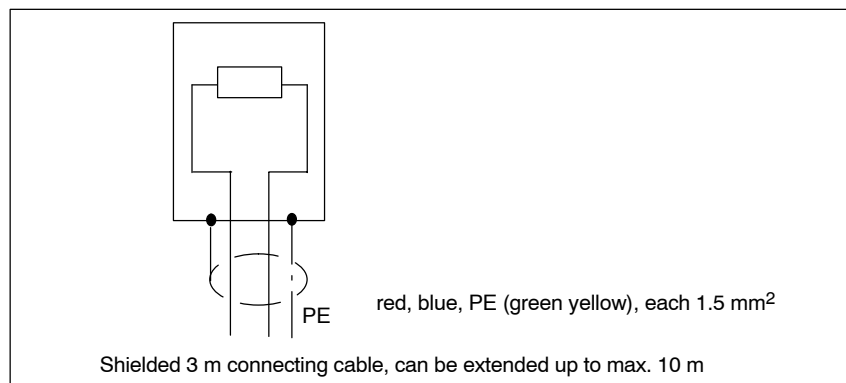 PE
red, blue, PE (green yellow), each 1.5 mm²
Shielded 3 m connecting cable, can be extended up to max. 10 m